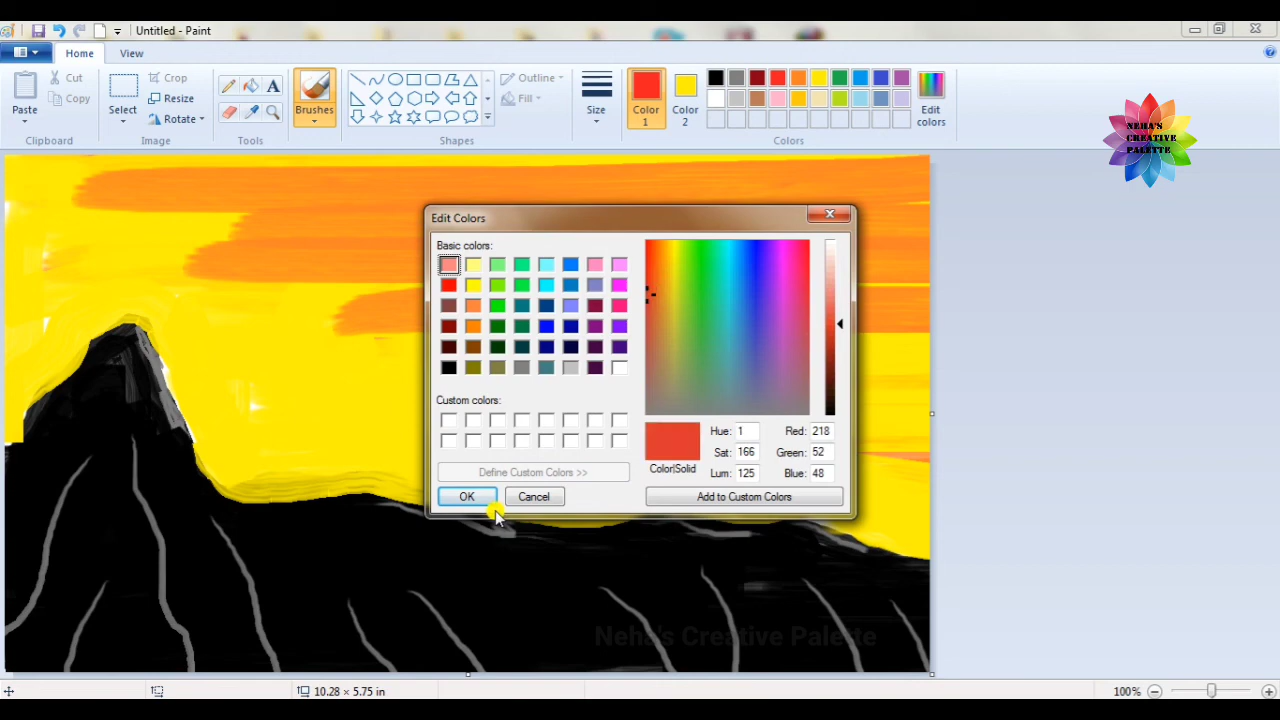 Untitled - Paint
Home
View
Paste
Cut
Copy
Clipboard
Select
Crop
Resize
Rotate
Image
A
Tools
Brushes
Outline
Fill
Shapes
Size
Color
1
Color
2
Edit
colors
Colors
NEHA'S
CREATIVE
PALETTE
Edit Colors
Basic colors:
Custom colors:
Define Custom Colors >>
OK
Cancel
Color|Solid
Hue: 1
Sat: 166
Lum: 125
Red: 218
Green: 52
Blue: 48
Add to Custom Colors
Neha's Creative Palette
10.28 × 5.75 in
100%